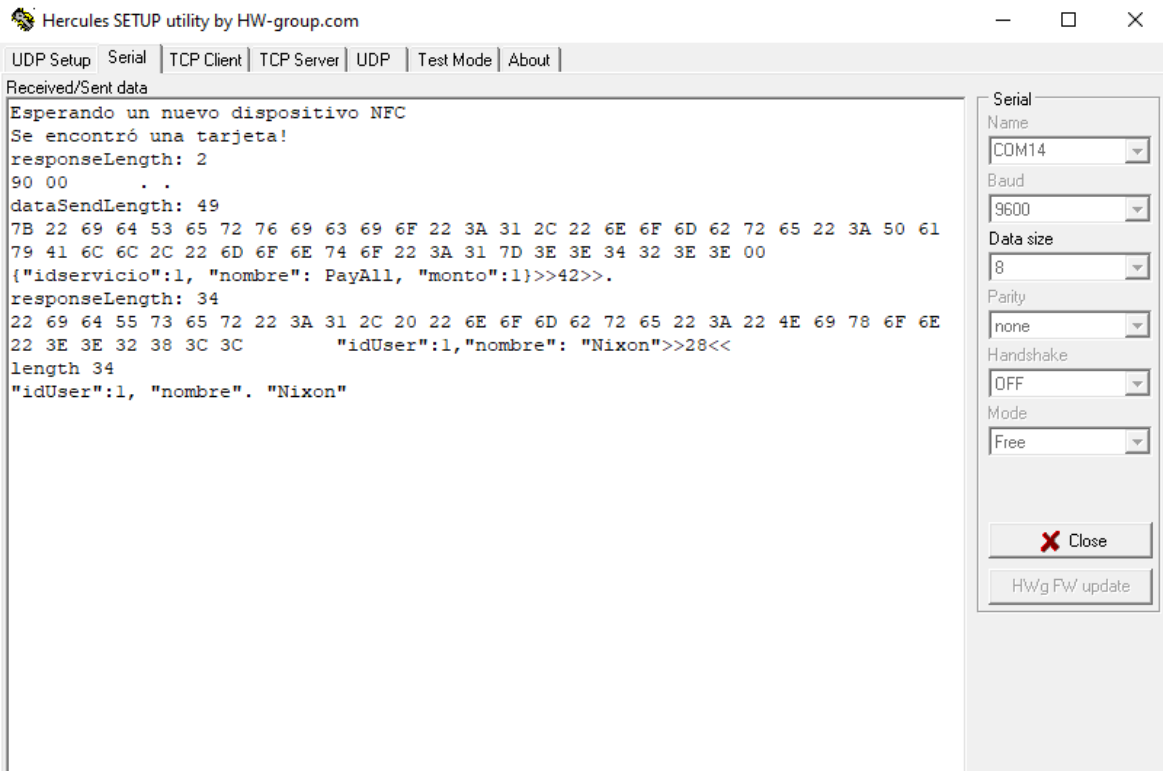 Hercules SETUP utility by HW-group.com
UDP Setup Serial TCP Client TCP Server UDP Test Mode About
Received/Sent data
Esperando un nuevo dispositivo NFC
Se encontró una tarjeta!
responseLength: 2
90 00 . .
dataSendLength: 49
7B 22 69 64 53 65 72 76 69 63 69 6F 22 3A 31 2C 22 6E 6F 6D 62 72 65 22 3A 50 61
79 41 6C 6C 2C 22 6D 6F 6E 74 6F 22 3A 31 7D 3E 3E 34 32 3E 3E 00
{"idservicio":1, "nombre": PayAll, "monto":1}>>42>>.
responseLength: 34
22 69 64 55 73 65 72 22 3A 31 2C 20 22 6E 6F 6D 62 72 65 22 3A 22 4E 69 78 6F 6E
22 3E 3E 32 38 3C 3C "idUser":1,"nombre": "Nixon">>28<<
length 34
"idUser":1, "nombre". "Nixon"
Serial
Name
COM14
Baud
9600
Data size
8
Parity
none
Handshake
OFF
Mode
Free
Close
HWg FW update